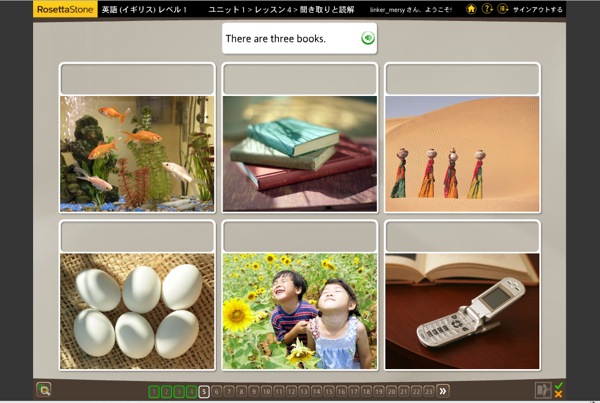 RosettaStone 英語 (イギリス) レベル 1 ユニット 1 > レッスン 4 > 聞き取りと読解 linker_mersy さん、ようこそ! サインアウトする
There are three books.
1 2 3 4 5 6 7 8 9 10 11 12 13 14 15 16 17 18 19 20 21 22 23 »